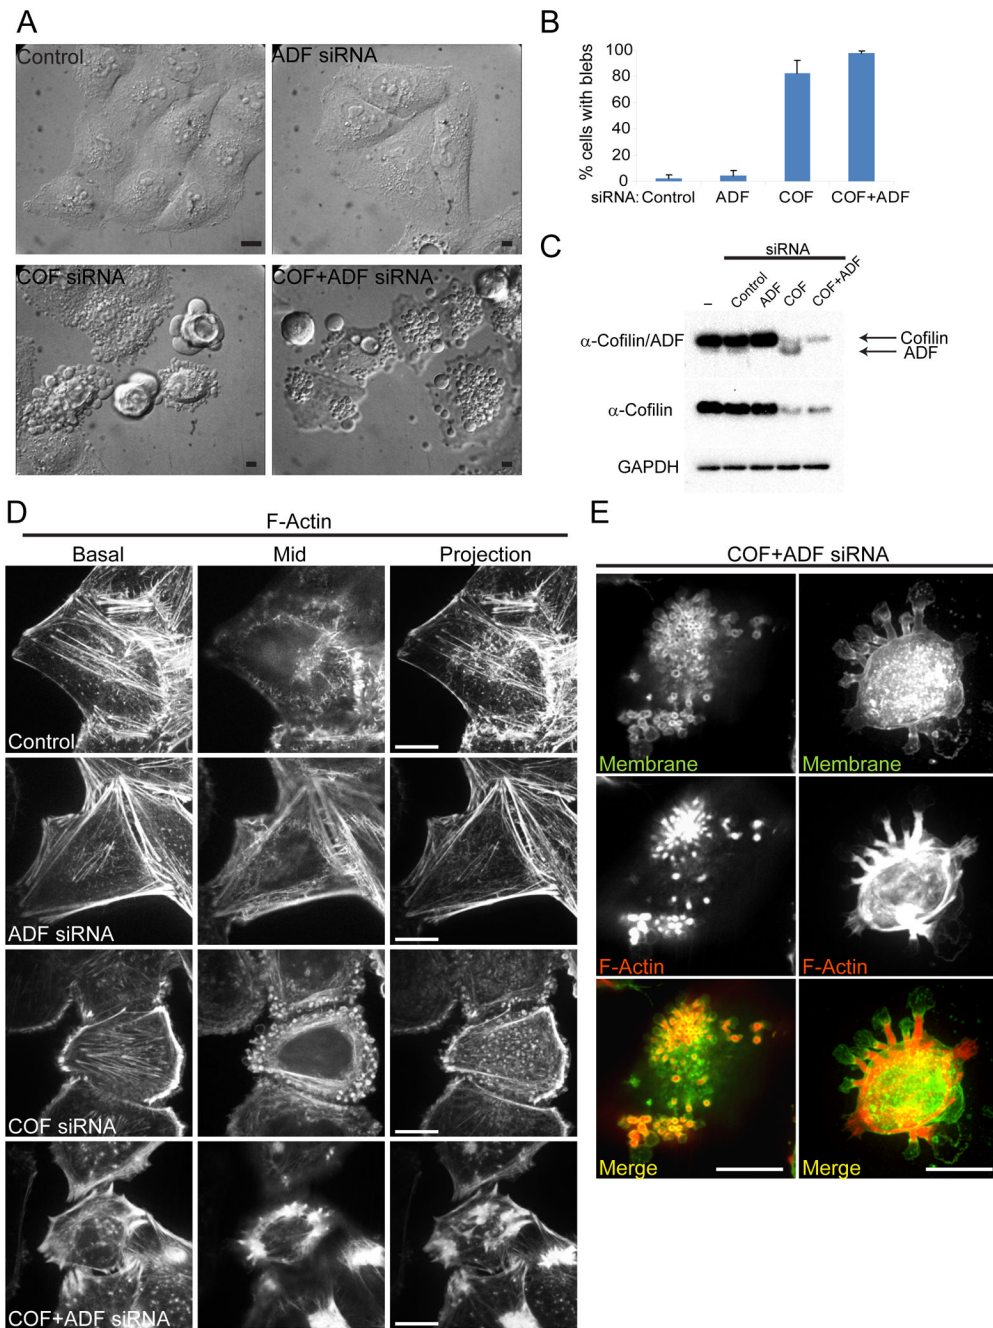 A
Control
ADF siRNA
COF siRNA
COF+ADF siRNA
B
% cells with blebs
100
80
60
40
20
0
siRNA: Control ADF COF COF+ADF
C
siRNA
– Control ADF COF COF+ADF
α-Cofilin/ADF
Cofilin
ADF
α-Cofilin
GAPDH
D
F-Actin
Basal Mid Projection
Control
ADF siRNA
COF siRNA
COF+ADF siRNA
E
COF+ADF siRNA
Membrane Membrane
F-Actin F-Actin
Merge Merge